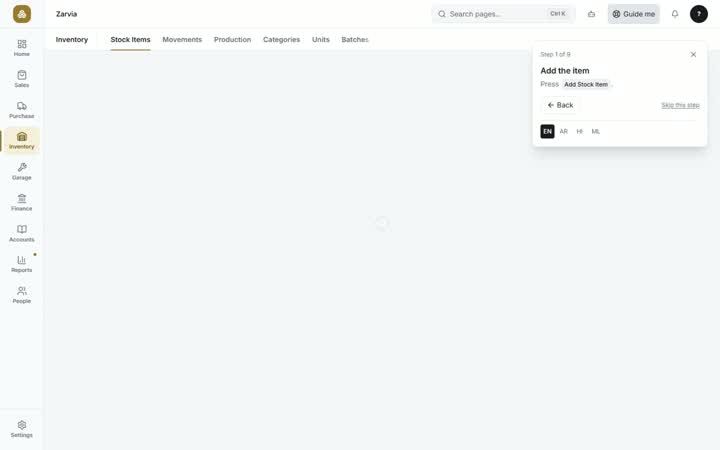 Zarvia
Search pages...
Ctrl K
Guide me
?
Inventory
Stock Items
Movements
Production
Categories
Units
Batches
Home
Sales
Purchase
Inventory
Garage
Finance
Accounts
Reports
People
Settings
Step 1 of 9
Add the item
Press Add Stock Item .
Back
Skip this step
EN AR HI ML